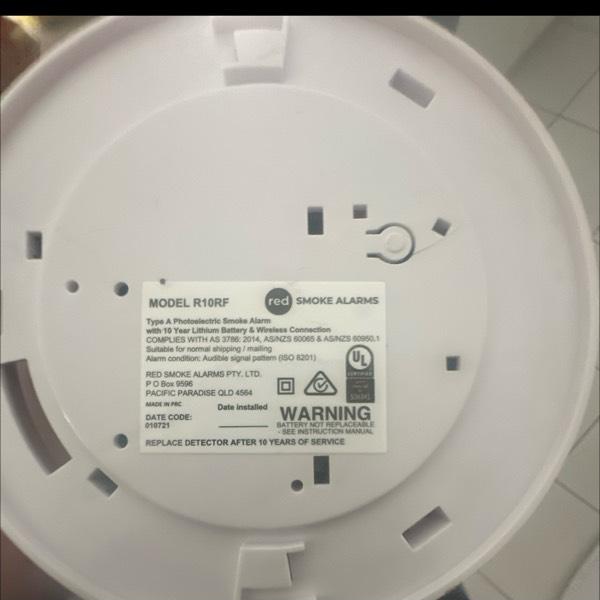 MODEL R10RF
red SMOKE ALARMS
Type A Photoelectric Smoke Alarm
with 10 Year Lithium Battery & Wireless Connection
COMPLIES WITH AS 3786: 2014, AS/NZS 60065 & AS/NZS 60950.1
Suitable for normal shipping / mailing
Alarm condition: Audible signal pattern (ISO 8201)
RED SMOKE ALARMS PTY. LTD.
P O Box 9596
PACIFIC PARADISE QLD 4564
MADE IN PRC
DATE CODE:
010721
Date installed
UL
CERTIFIED
WARNING
BATTERY NOT REPLACEABLE
- SEE INSTRUCTION MANUAL
REPLACE DETECTOR AFTER 10 YEARS OF SERVICE